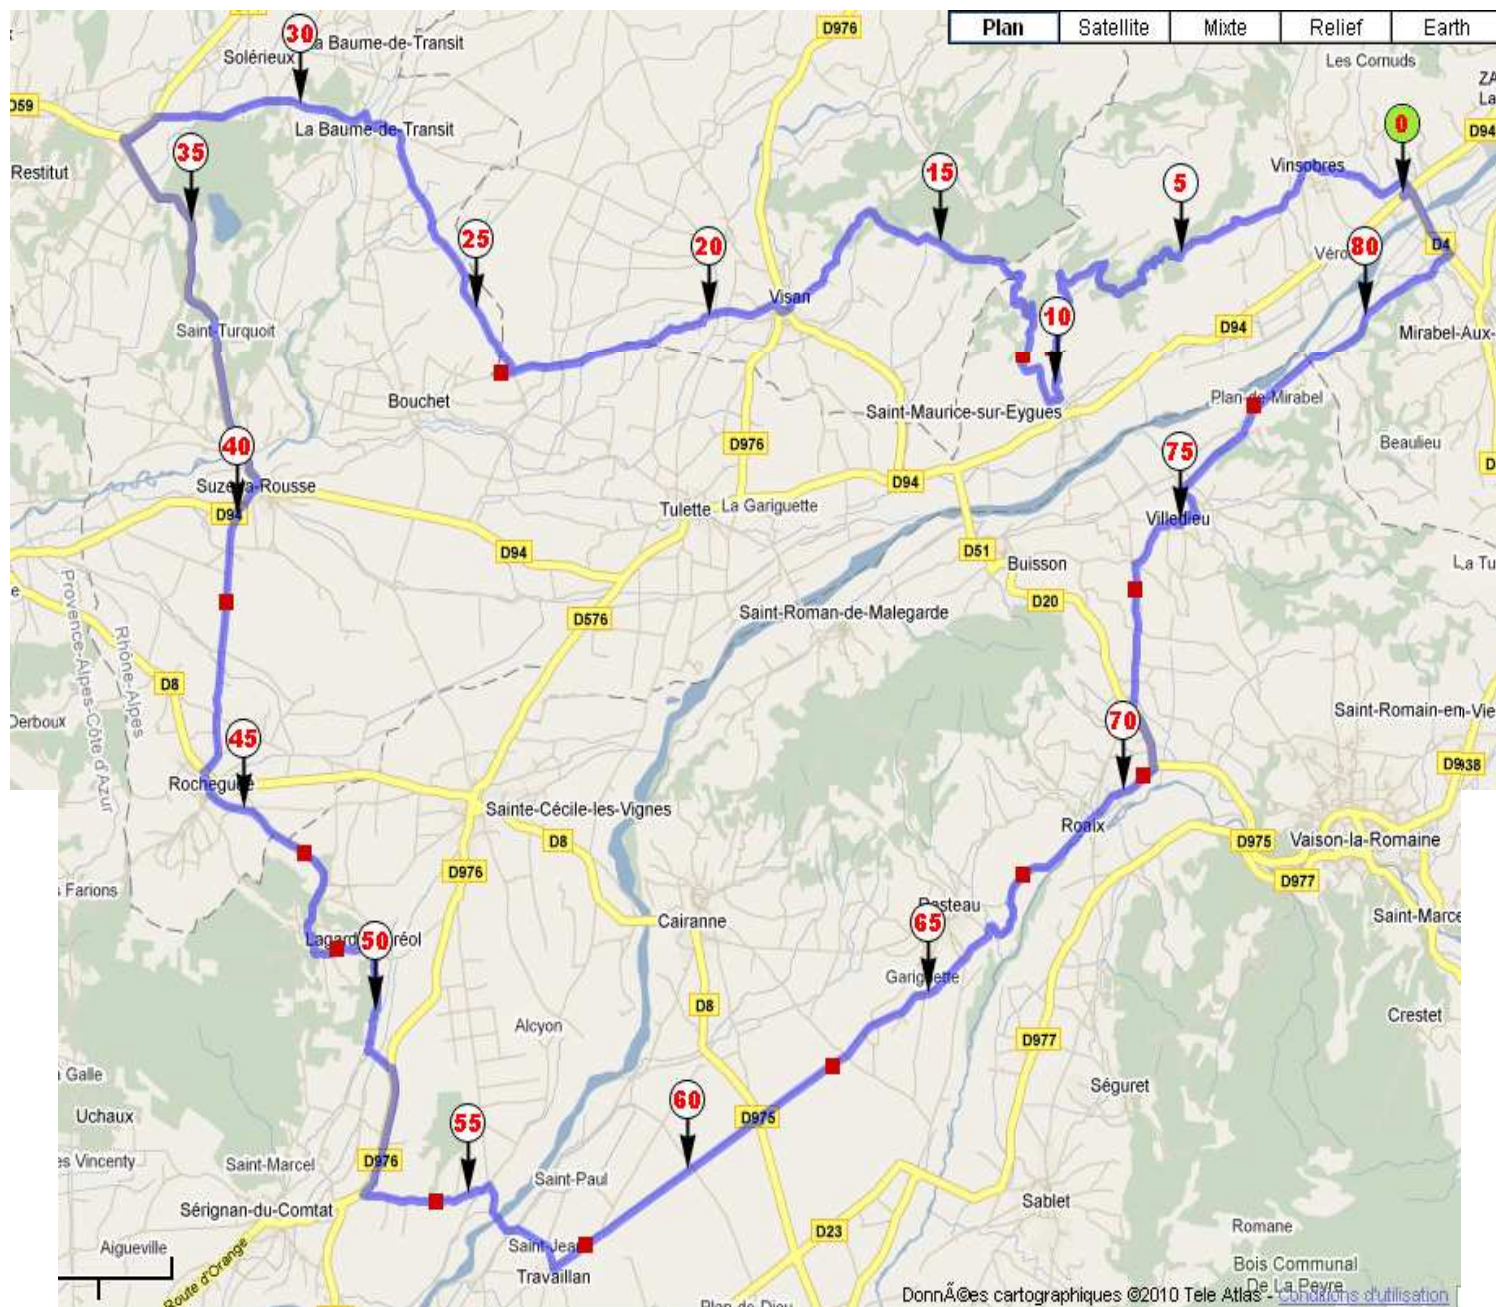 Plan Satellite Mixte Relief Earth
30
La Baume-de-Transit
D976
Solérieux
Les Cornuds
ZA
La
D59
0
D94
La Baume-de-Transit
35
15
5
Vinsobres
Restitut
25
20
80
D4
Visan
10
D94
Saint-Turquoit
Mirabel-Aux-
Bouchet
Saint-Maurice-sur-Eygues
Plan-de-Mirabel
40
D976
75
Beaulieu
D
Suze-la-Rousse
D94
D94
Tulette
La Gariguette
Villedieu
D94
D51
Buisson
La Tu
e
D20
Saint-Roman-de-Malegarde
D576
Provence-Alpes-Côte d'Azur
Rhône-Alpes
D8
Derboux
45
70
Saint-Romain-en-Vie
D938
Rochegude
Sainte-Cécile-les-Vignes
D8
Roaix
D975
Vaison-la-Romaine
D976
D977
Farions
Rasteau
Saint-Marce
50
65
Cairanne
Gariguette
D8
Crestet
Alcyon
D977
Galle
Séguret
Uchaux
60
D975
55
es Vincenty
Saint-Marcel
D976
Saint-Paul
Sérignan-du-Comtat
Sablet
Romane
D23
Aigueville
Saint-Jean
Route d'Orange
Travaillan
Bois Communal
De La Peyre
DonnÃ©es cartographiques ©2010 Tele Atlas - Conditions d'utilisation
Plan-de-Dieu